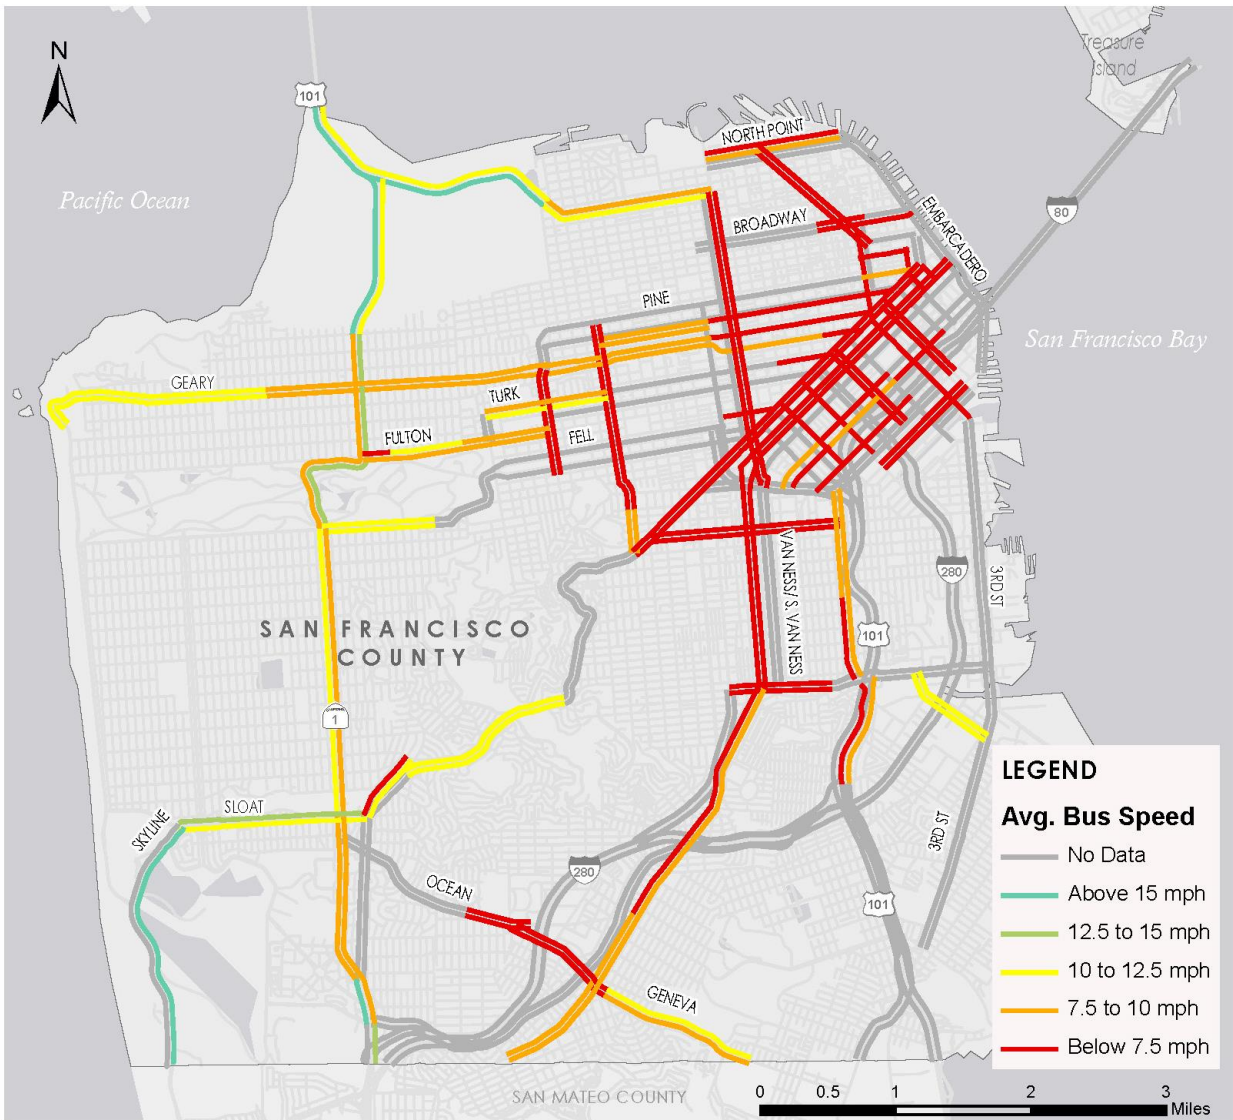 N
Treasure
Island
101
NORTH POINT
Pacific Ocean
BROADWAY
EMBARCADERO
80
PINE
San Francisco Bay
GEARY
TURK
FULTON
FELL
VAN NESS/ S. VAN NESS
280
3RD ST
101
SAN FRANCISCO
COUNTY
1
SLOAT
SKYLINE
280
OCEAN
3RD ST
101
GENEVA
LEGEND
Avg. Bus Speed
No Data
Above 15 mph
12.5 to 15 mph
10 to 12.5 mph
7.5 to 10 mph
Below 7.5 mph
SAN MATEO COUNTY
0 0.5 1 2 3
Miles